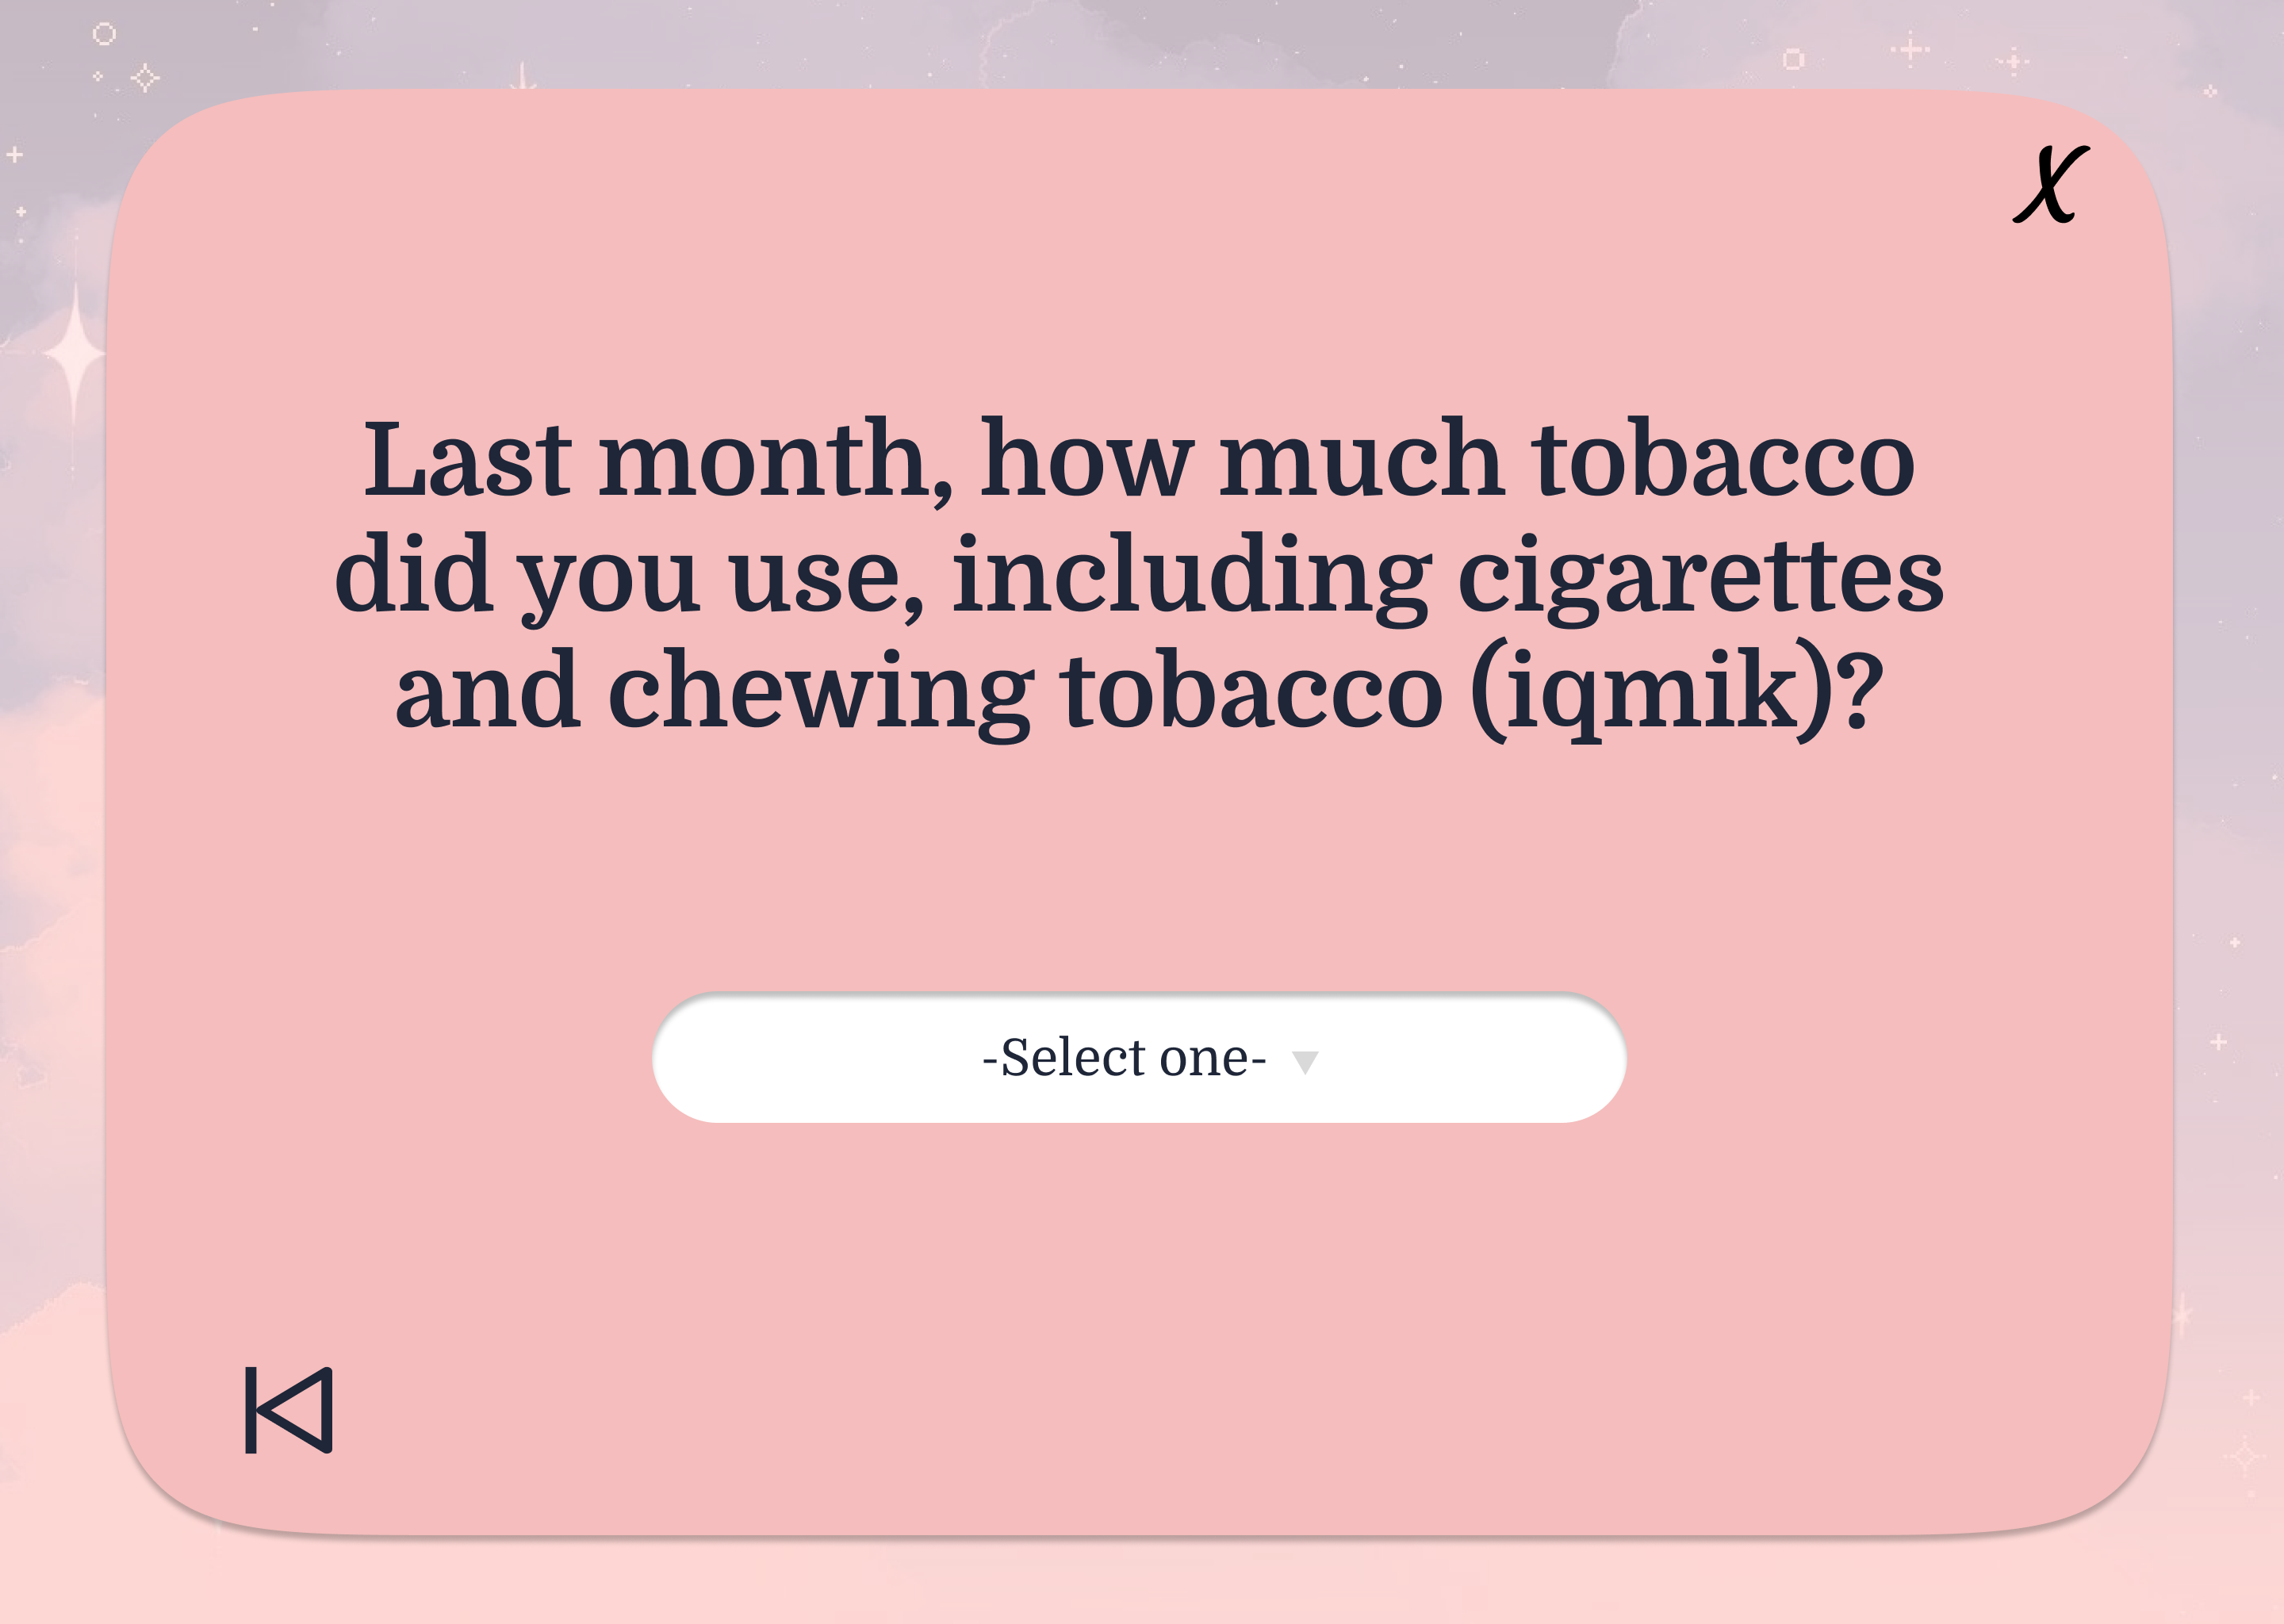 X
Last month, how much tobacco
did you use, including cigarettes
and chewing tobacco (iqmik)?
-Select one-